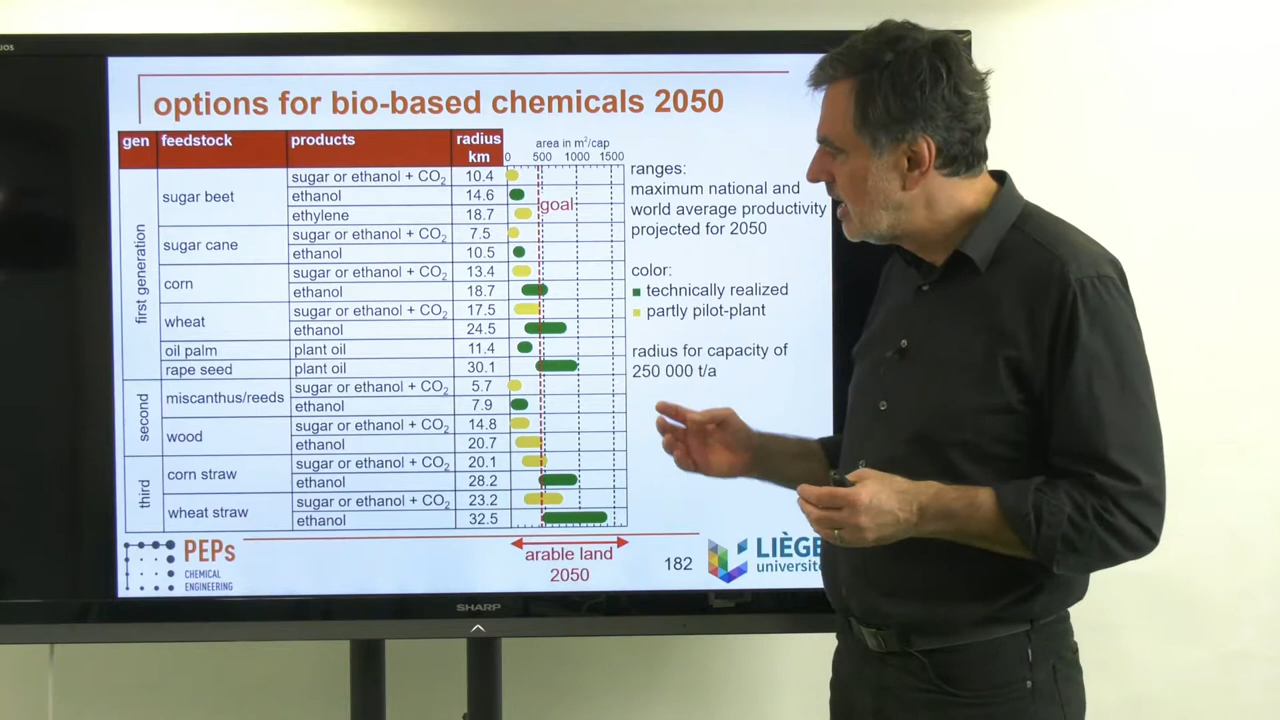 options for bio-based chemicals 2050
gen feedstock products radius km area in m²/cap
0 500 1000 1500
first generation
sugar beet
sugar or ethanol + CO₂ 10.4
ethanol 14.6
ethylene 18.7
sugar cane
sugar or ethanol + CO₂ 7.5
ethanol 10.5
corn
sugar or ethanol + CO₂ 13.4
ethanol 18.7
wheat
sugar or ethanol + CO₂ 17.5
ethanol 24.5
oil palm plant oil 11.4
rape seed plant oil 30.1
second
miscanthus/reeds
sugar or ethanol + CO₂ 5.7
ethanol 7.9
wood
sugar or ethanol + CO₂ 14.8
ethanol 20.7
third
corn straw
sugar or ethanol + CO₂ 20.1
ethanol 28.2
wheat straw
sugar or ethanol + CO₂ 23.2
ethanol 32.5
goal
ranges:
maximum national and
world average productivity
projected for 2050
color:
technically realized
partly pilot-plant
radius for capacity of
250 000 t/a
arable land
2050
PEPs
CHEMICAL
ENGINEERING
182
LIÈGE
université
SHARP